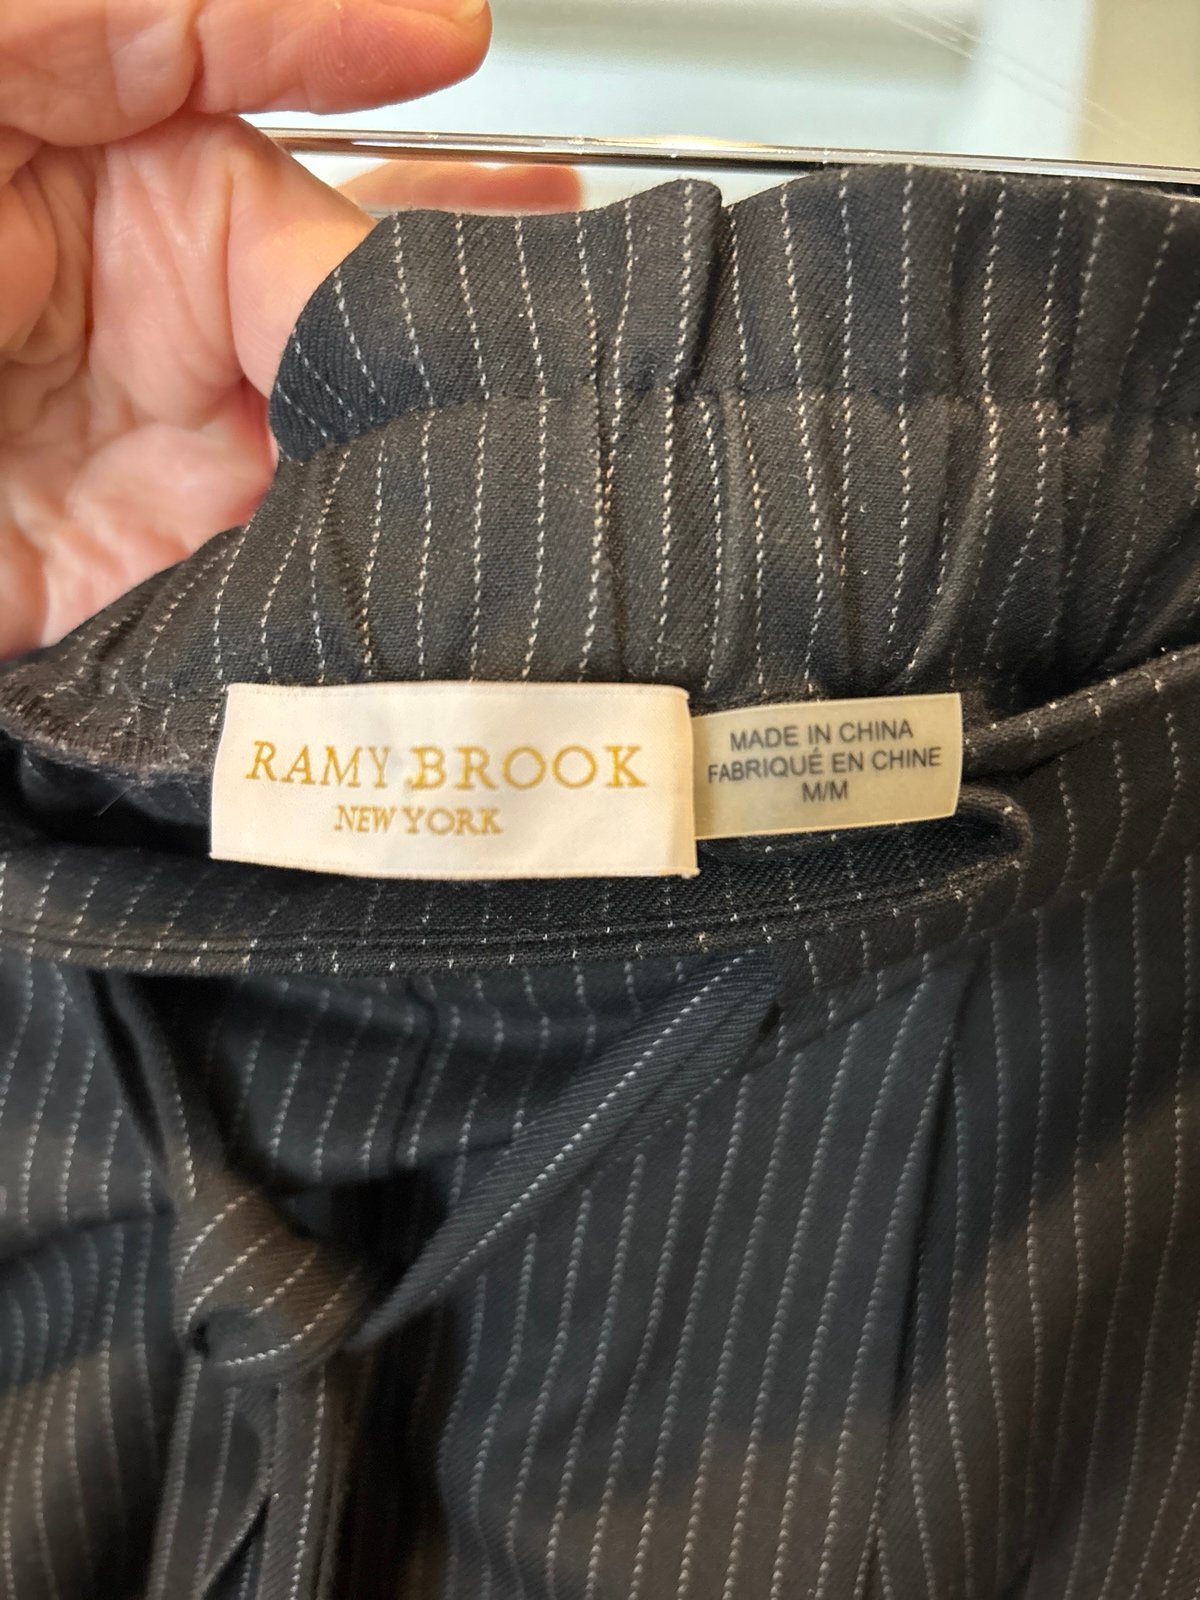 RAMY BROOK
NEW YORK
MADE IN CHINA
FABRIQUÉ EN CHINE
M/M